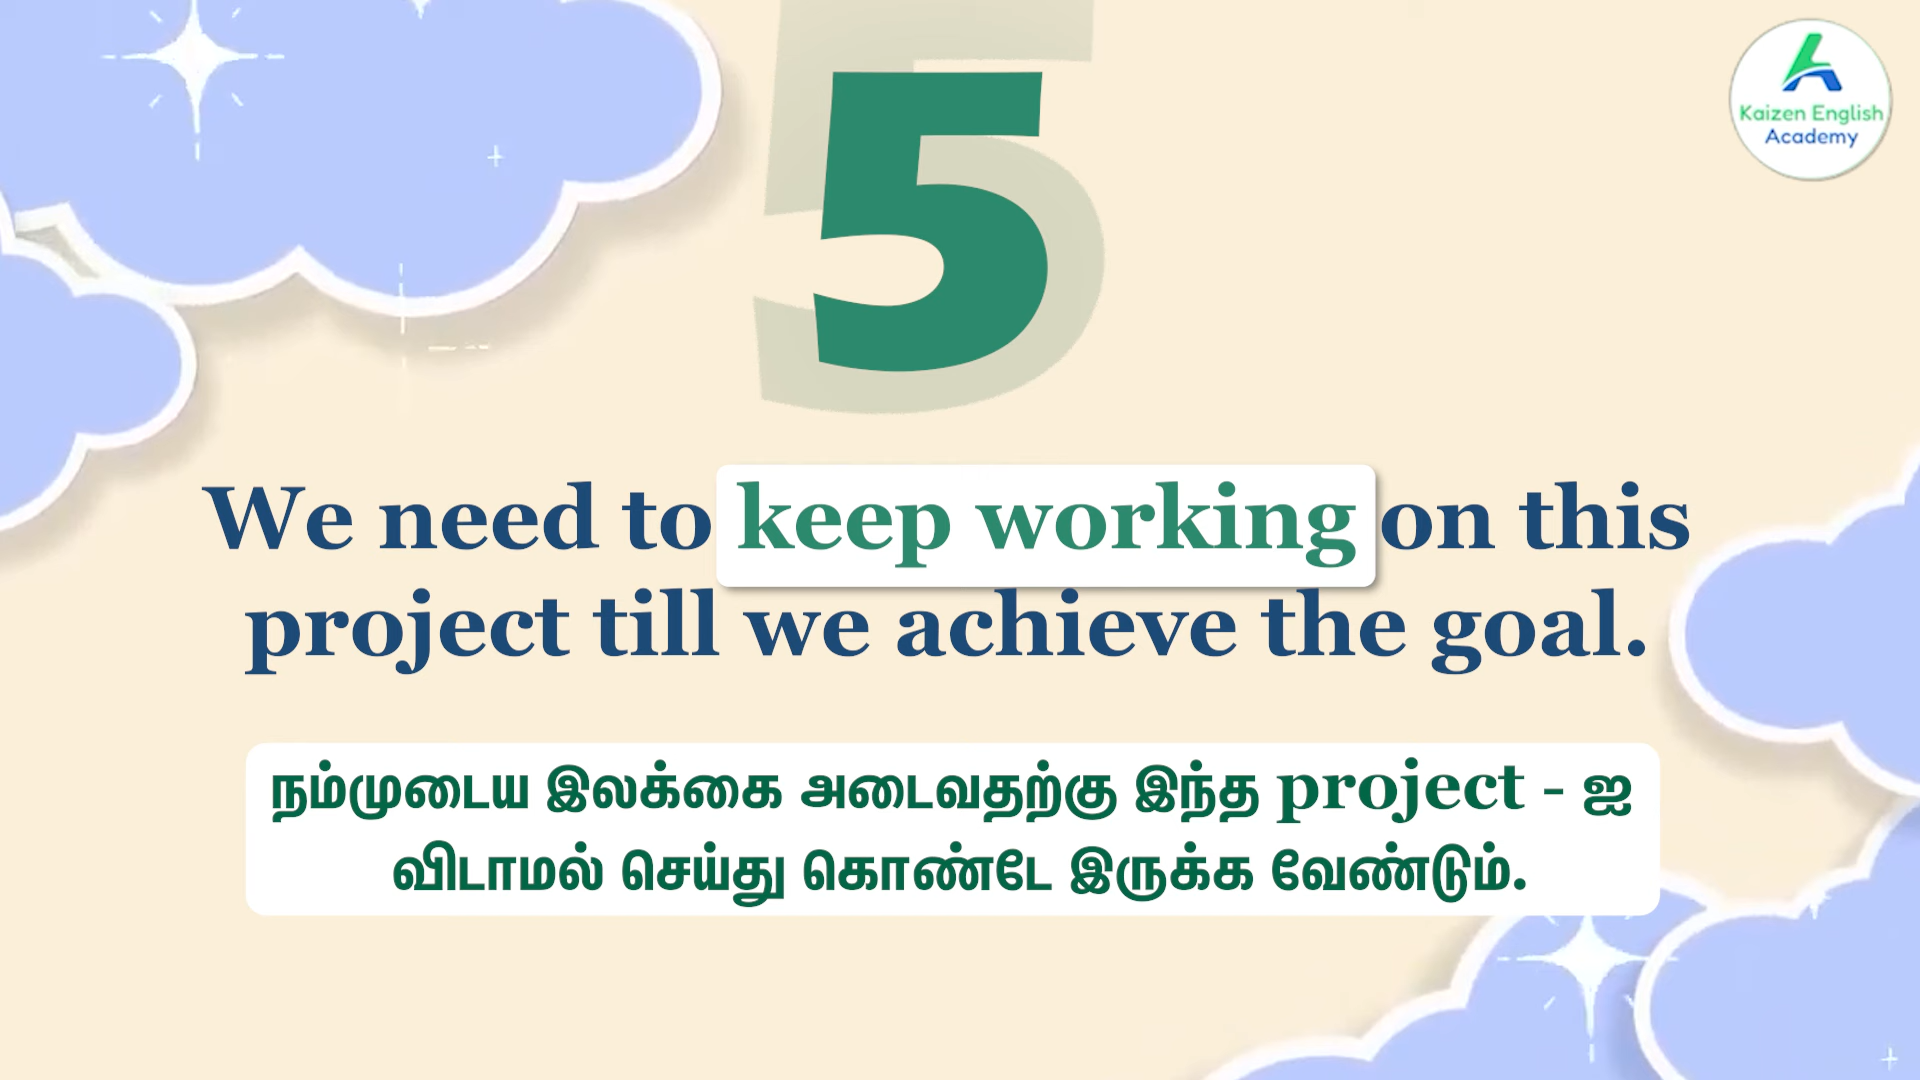 Kaizen English
Academy
5
We need to keep working on this
project till we achieve the goal.
நம்முடைய இலக்கை அடைவதற்கு இந்த project - ஐ
விடாமல் செய்து கொண்டே இருக்க வேண்டும்.